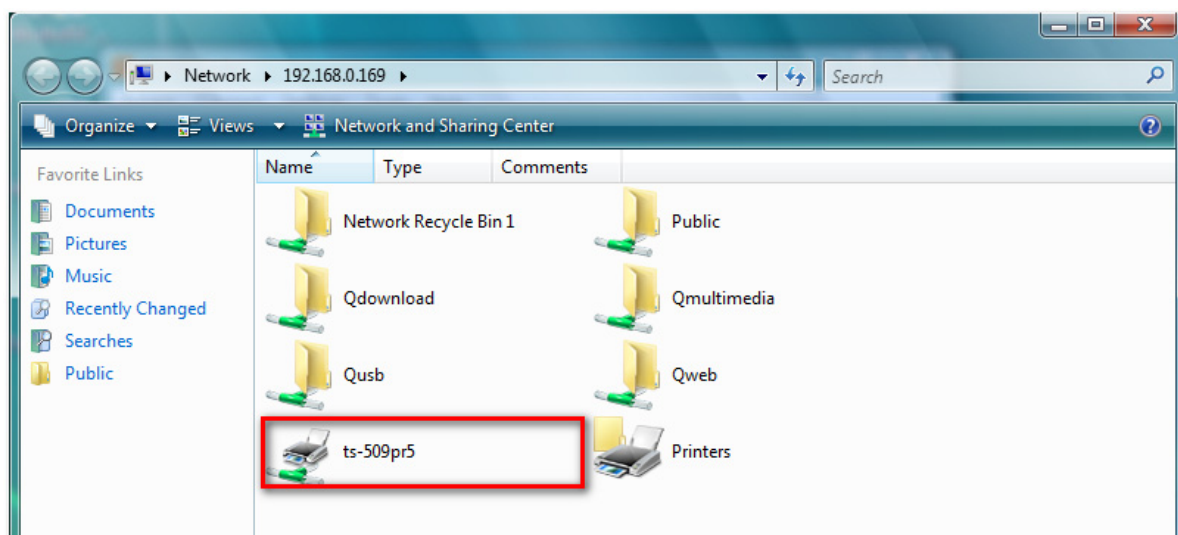 Network 192.168.0.169 Search
Organize Views Network and Sharing Center
Favorite Links
Documents
Pictures
Music
Recently Changed
Searches
Public
Name Type Comments
Network Recycle Bin 1 Public
Qdownload Qmultimedia
Qusb Qweb
ts-509pr5 Printers